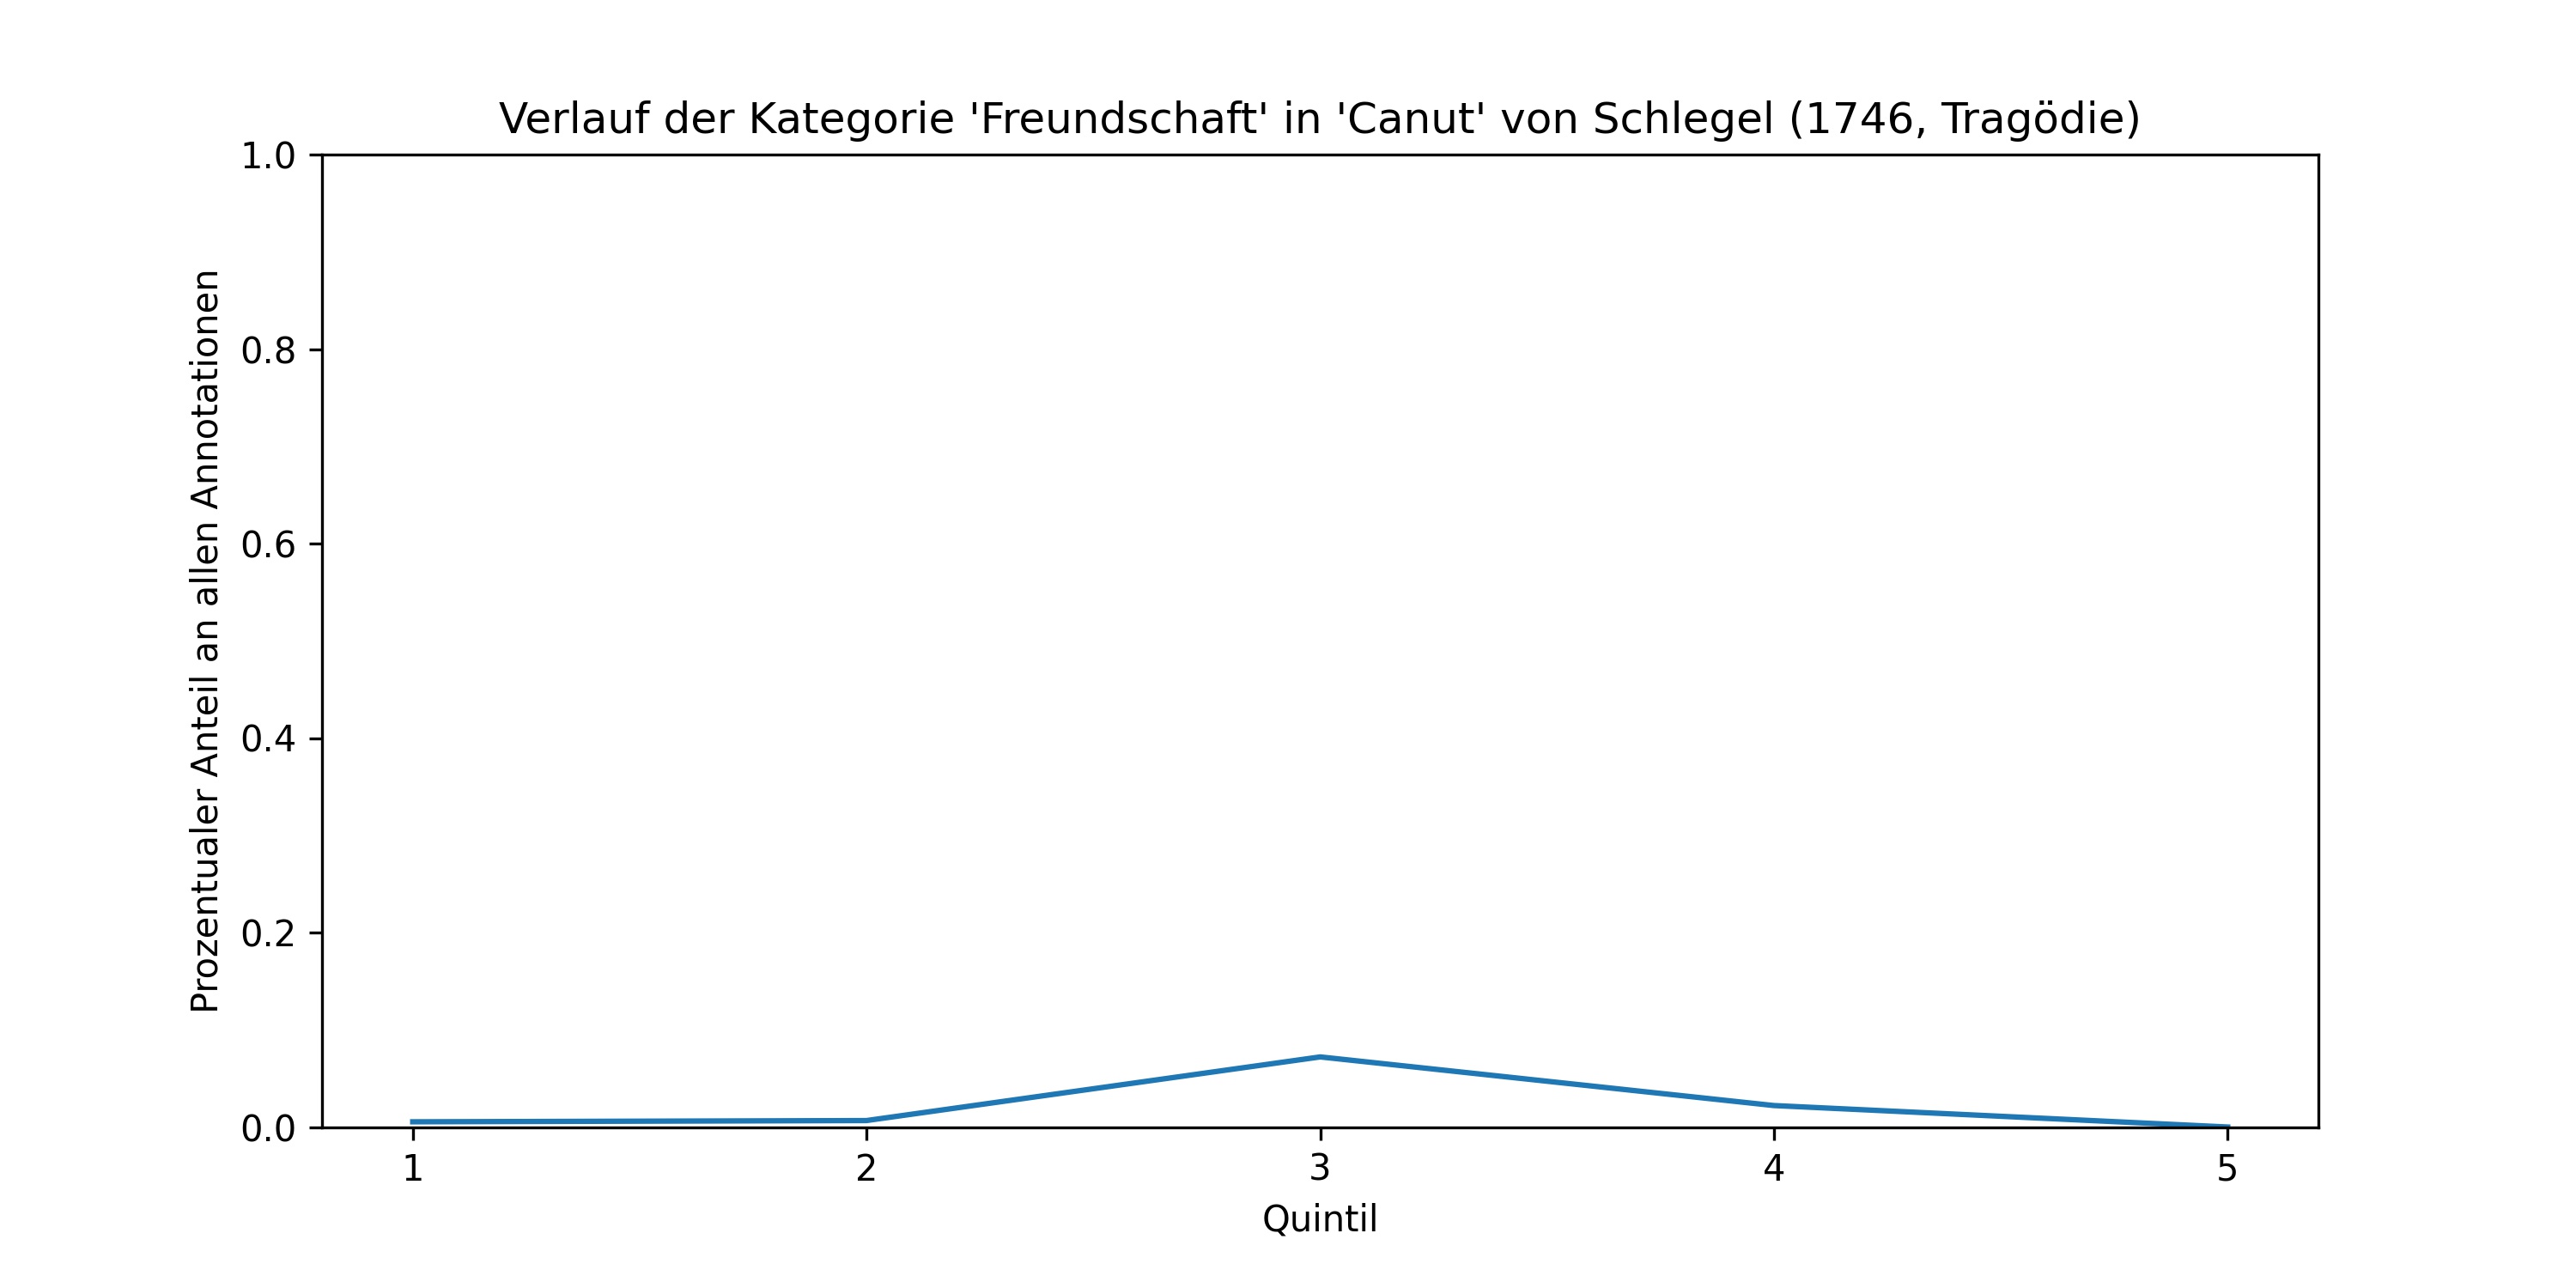 Verlauf der Kategorie 'Freundschaft' in 'Canut' von Schlegel (1746, Tragödie)
Prozentualer Anteil an allen Annotationen
1.0
0.8
0.6
0.4
0.2
0.0
1 2 3 4 5
Quintil